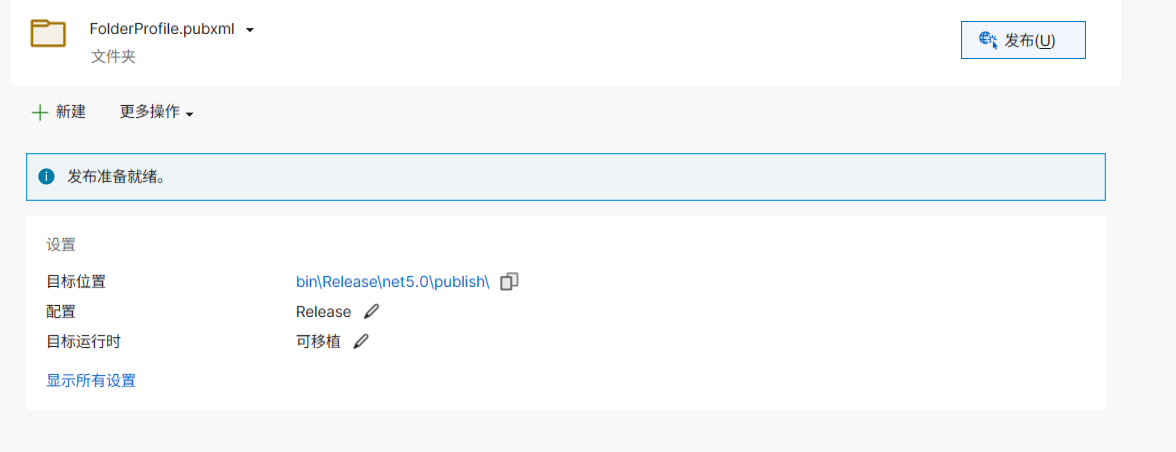 FolderProfile.pubxml
文件夹
发布(U)
新建 更多操作
发布准备就绪。
设置
目标位置 bin\Release\net5.0\publish\
配置 Release
目标运行时 可移植
显示所有设置